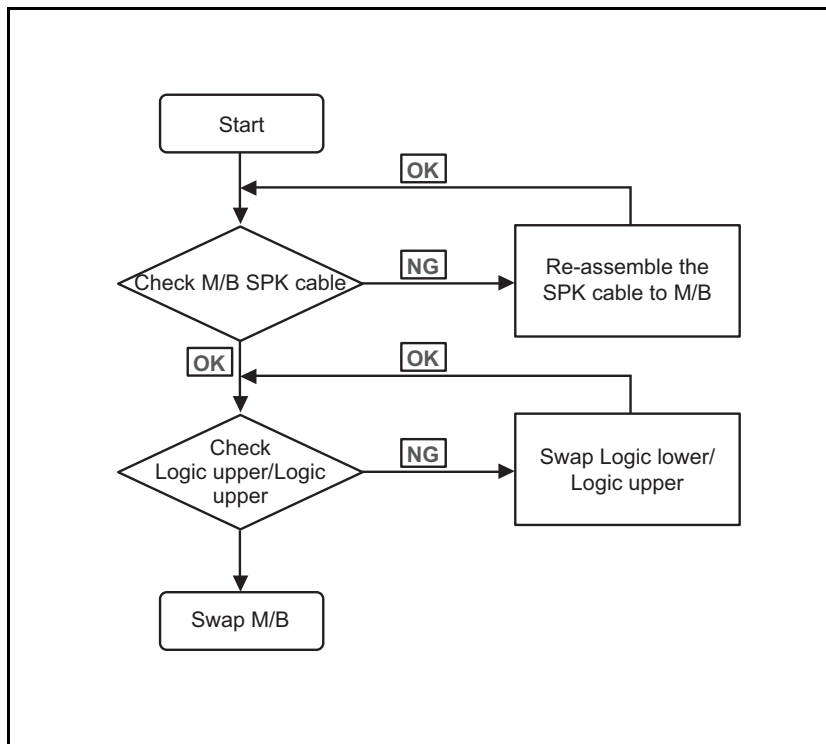 Start
OK
Check M/B SPK cable
NG
Re-assemble the
SPK cable to M/B
OK
OK
Check
Logic upper/Logic
upper
NG
Swap Logic lower/
Logic upper
Swap M/B